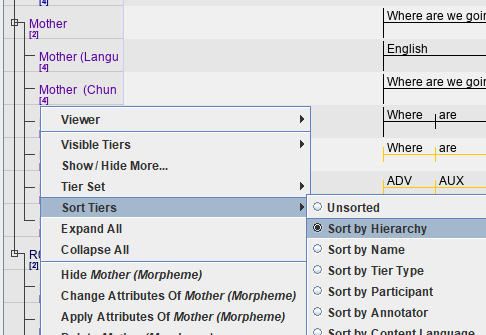 Mother
[2]
Where are we goin
Mother (Langu
[4]
English
Mother (Chun
[4]
Where are we goin
Viewer
Where are
Visible Tiers
Show / Hide More...
Where are
Tier Set
ADV AUX
Sort Tiers
Unsorted
Expand All
Sort by Hierarchy
Collapse All
Sort by Name
[2]
Hide Mother (Morpheme)
Sort by Tier Type
Change Attributes Of Mother (Morpheme)
Sort by Participant
Apply Attributes Of Mother (Morpheme)
Sort by Annotator
Delete Mother (Morpheme)
Sort by Content Language